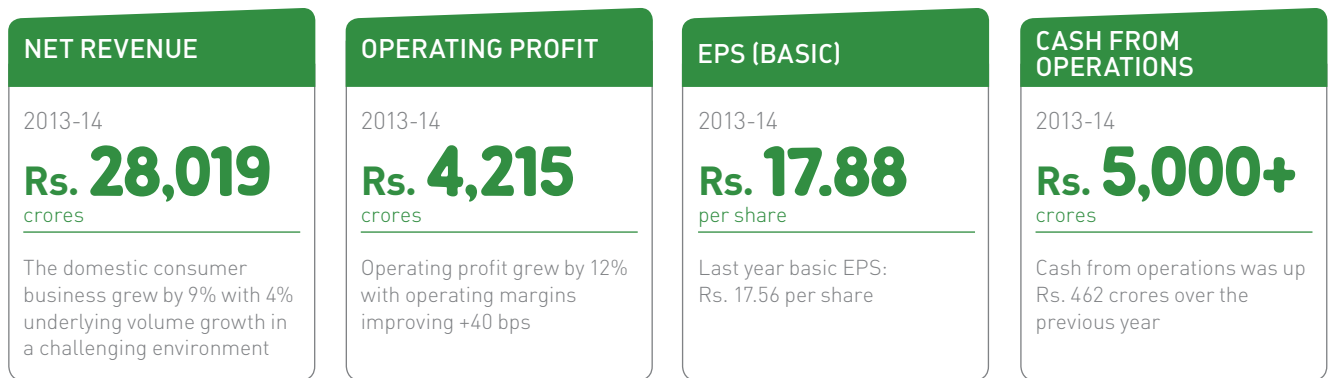 NET REVENUE
2013-14
Rs. 28,019
crores
The domestic consumer
business grew by 9% with 4%
underlying volume growth in
a challenging environment
OPERATING PROFIT
2013-14
Rs. 4,215
crores
Operating profit grew by 12%
with operating margins
improving +40 bps
EPS (BASIC)
2013-14
Rs. 17.88
per share
Last year basic EPS:
Rs. 17.56 per share
CASH FROM
OPERATIONS
2013-14
Rs. 5,000+
crores
Cash from operations was up
Rs. 462 crores over the
previous year